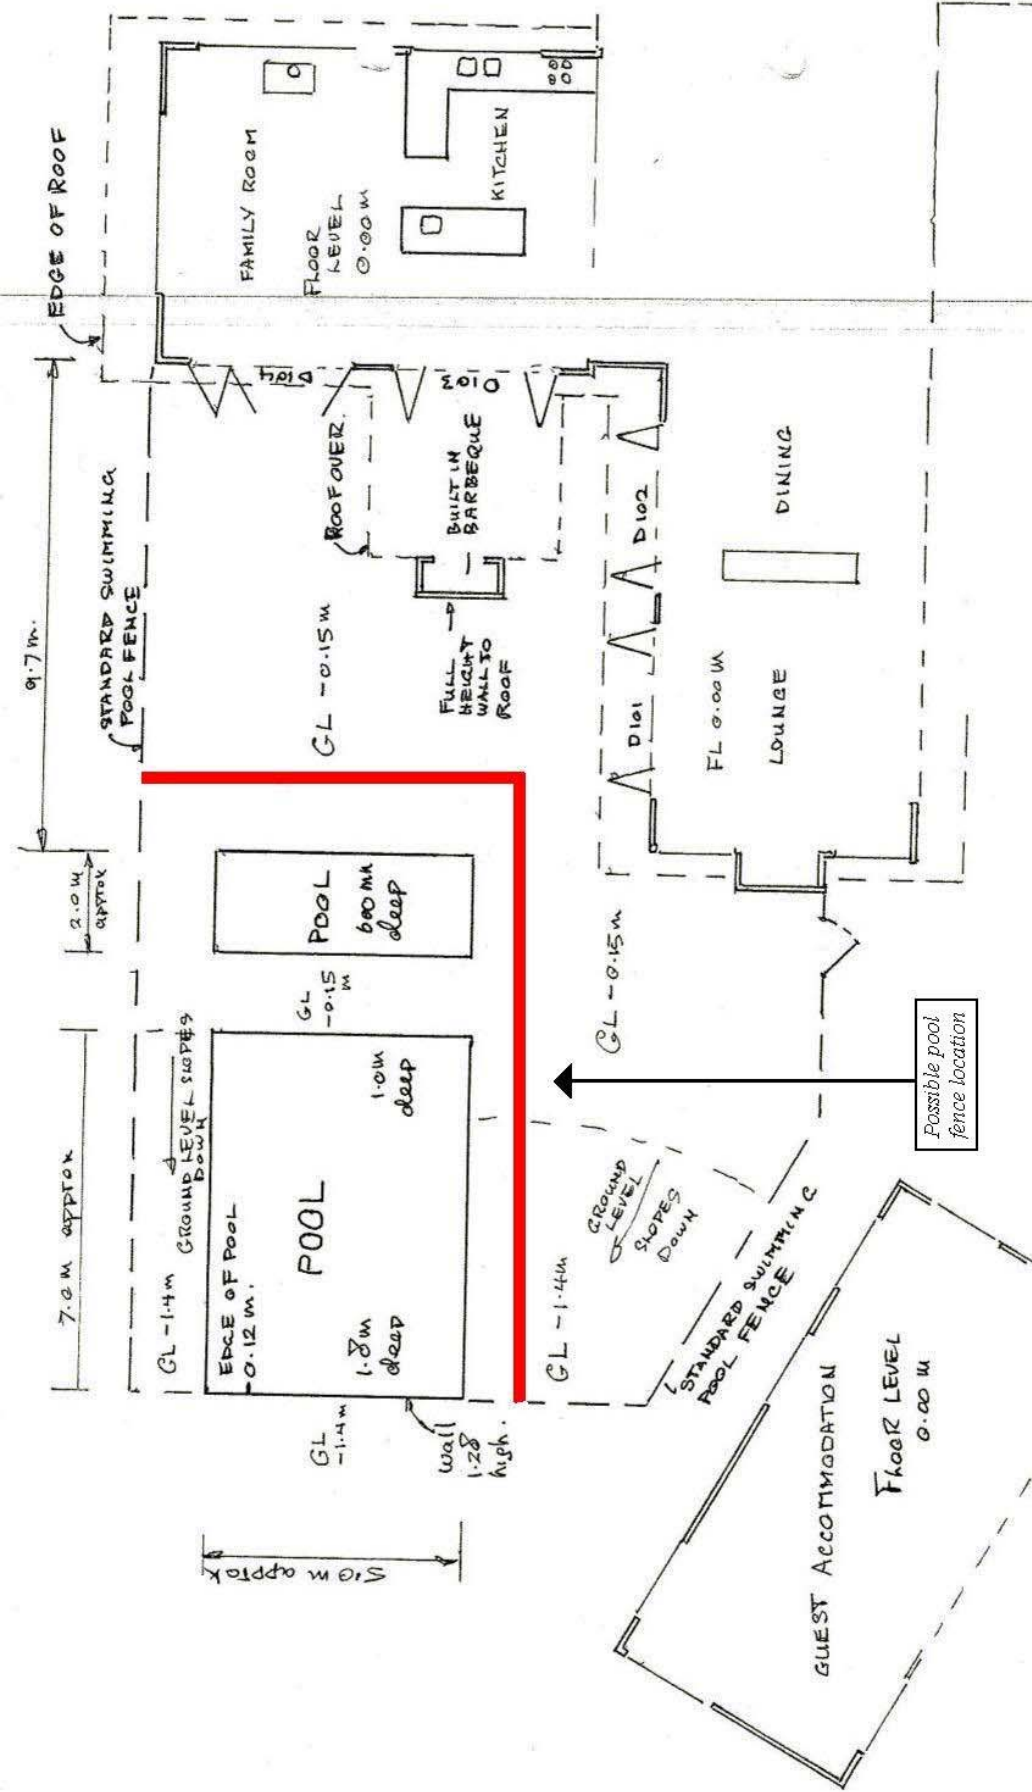 EDGE OF ROOF
9.7 m.
STANDARD SWIMMING
POOL FENCE
FAMILY ROOM
FLOOR
LEVEL
0.00 M
KITCHEN
D104
D103
ROOF OVER.
BUILT IN
BARBEQUE
GL -0.15 m
FULL
HEIGHT
WALL TO
ROOF
D102
D101
DINING
FL 0.00 M
LOUNGE
2.0 M
approx
POOL
600 mm
deep
GL
-0.15
m
GL -0.15m
7.0 m approx
GROUND LEVEL SLOPES
DOWN
GL -1.4m
EDGE OF POOL
-0.12 m.
POOL
1.0m
deep
1.8m
deep
GL
-1.4m
Wall
1.28
high.
5.0 m approx
GL -1.4m
GROUND
LEVEL
SLOPES
DOWN
STANDARD SWIMMING
POOL FENCE
Possible pool
fence location
GUEST ACCOMMODATION
FLOOR LEVEL
0.00 M